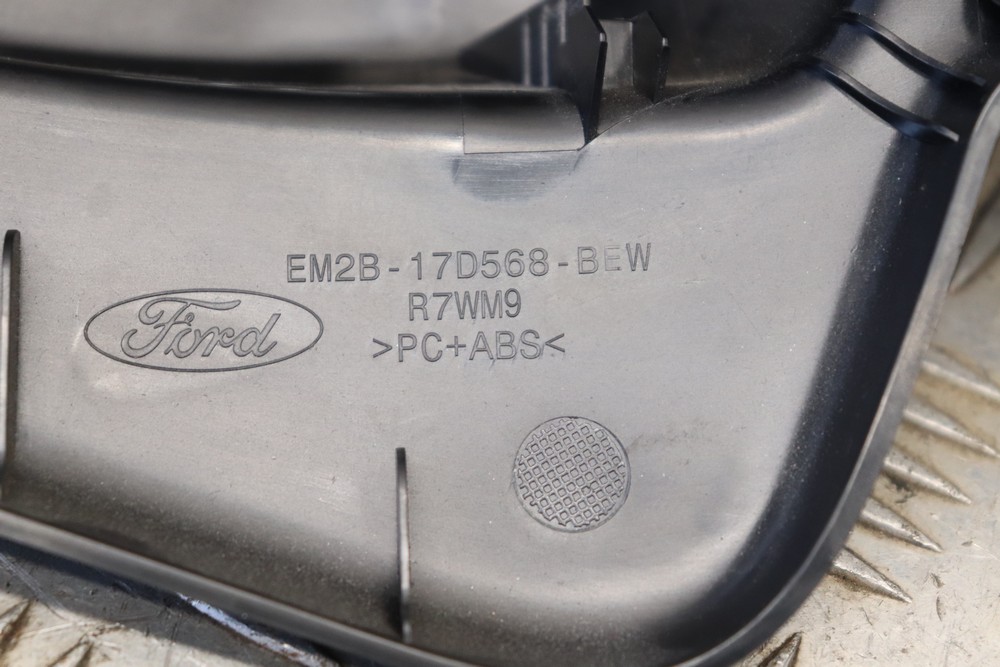 EM2B-17D568-BEW
R7WM9
Ford
>PC+ABS<